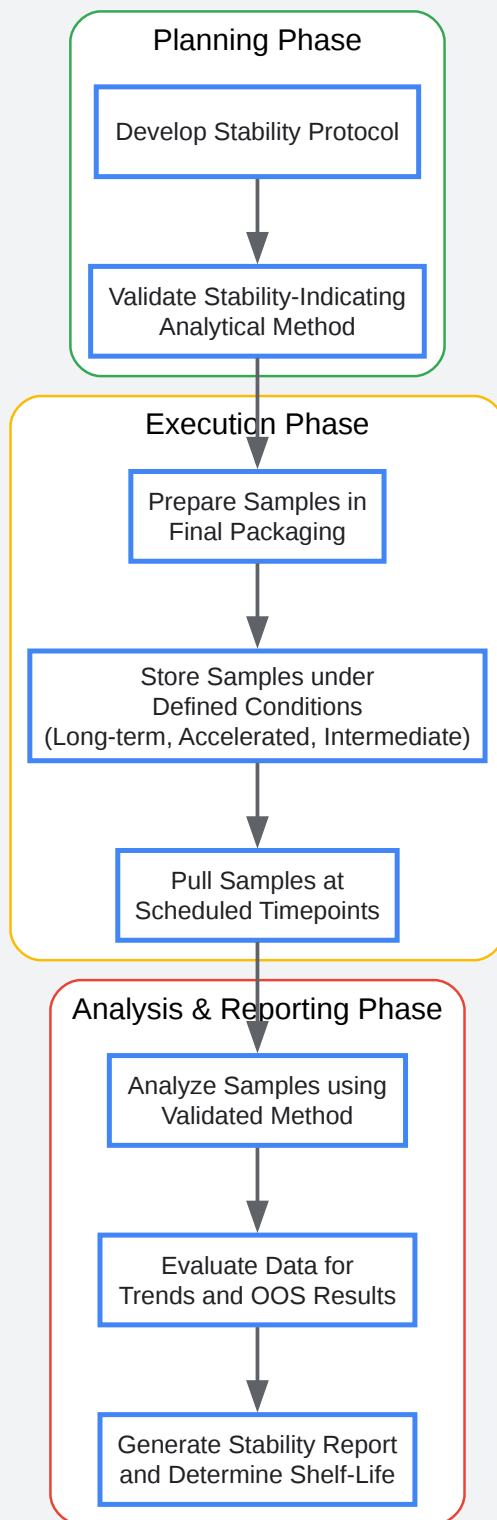 Planning Phase
Develop Stability Protocol
Validate Stability-Indicating
Analytical Method
Execution Phase
Prepare Samples in
Final Packaging
Store Samples under
Defined Conditions
(Long-term, Accelerated, Intermediate)
Pull Samples at
Scheduled Timepoints
Analysis & Reporting Phase
Analyze Samples using
Validated Method
Evaluate Data for
Trends and OOS Results
Generate Stability Report
and Determine Shelf-Life